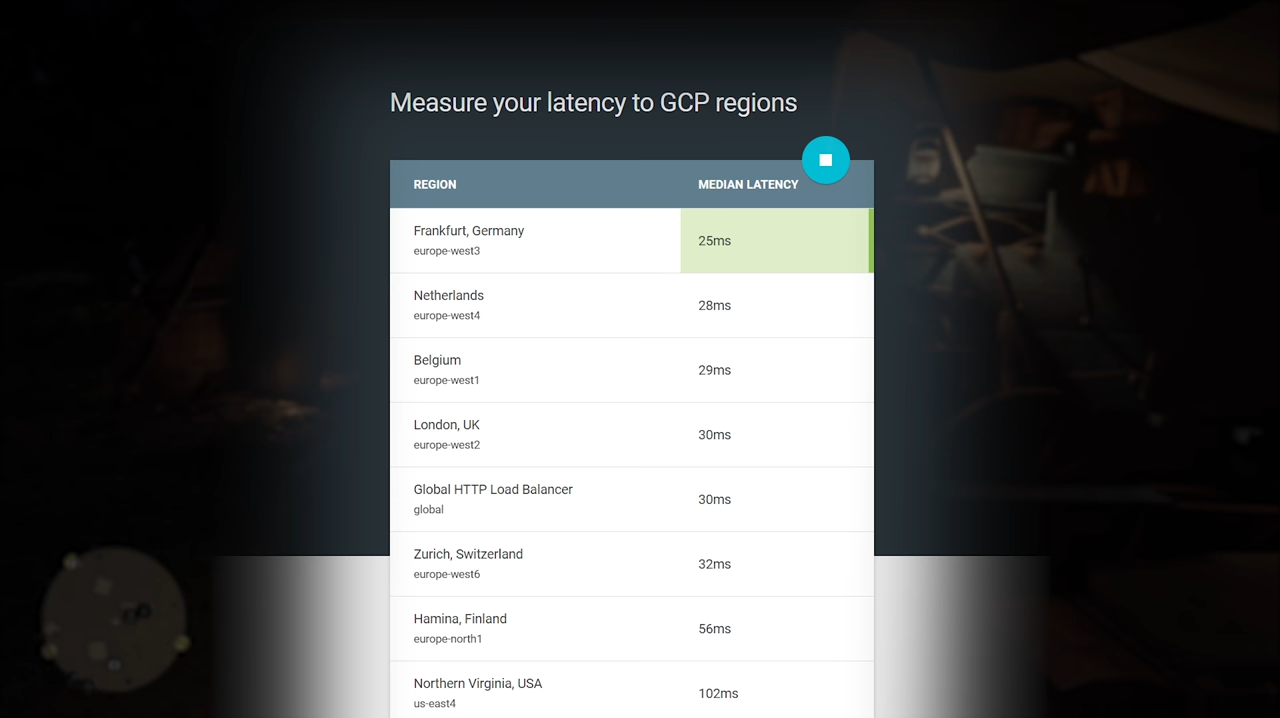 Measure your latency to GCP regions
REGION MEDIAN LATENCY
Frankfurt, Germany
europe-west3
25ms
Netherlands
europe-west4
28ms
Belgium
europe-west1
29ms
London, UK
europe-west2
30ms
Global HTTP Load Balancer
global
30ms
Zurich, Switzerland
europe-west6
32ms
Hamina, Finland
europe-north1
56ms
Northern Virginia, USA
us-east4
102ms